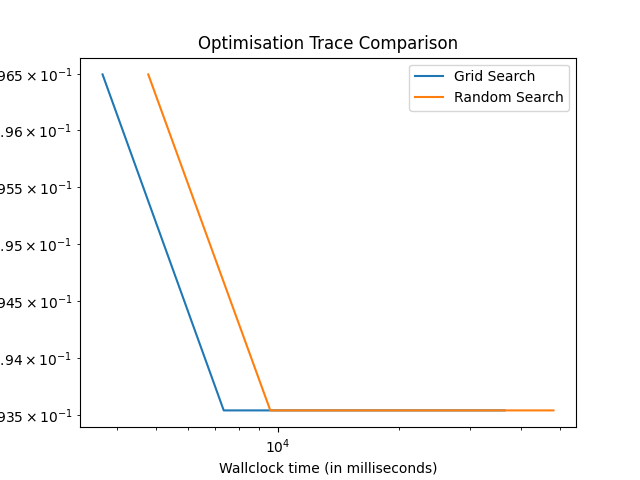 Optimisation Trace Comparison
Grid Search
Random Search
965 × 10⁻¹
.96 × 10⁻¹
955 × 10⁻¹
.95 × 10⁻¹
945 × 10⁻¹
.94 × 10⁻¹
935 × 10⁻¹
10⁴
Wallclock time (in milliseconds)